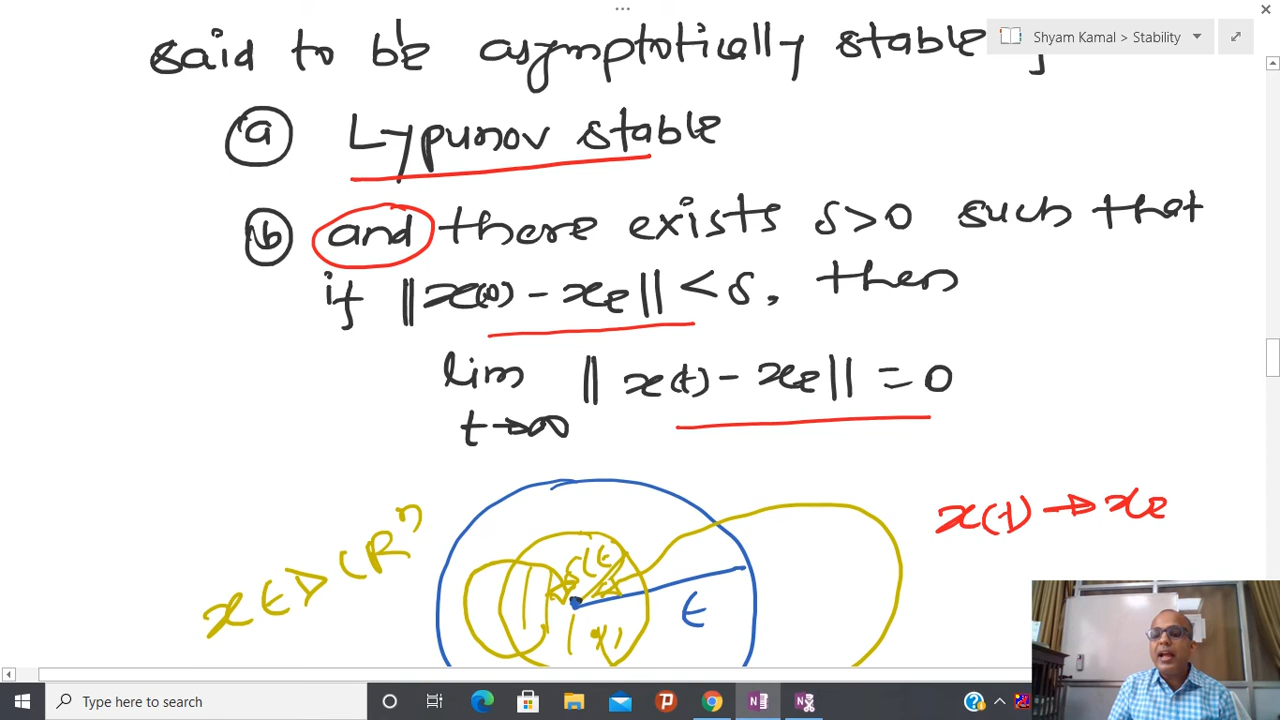 Shyam Kamal > Stability
said to be asymptotically stable if
ⓐ Lypunov stable
ⓑ and there exists δ>0 such that
if ||x(0) - xe|| < δ, then
lim || x(t) - xe|| = 0
t→∞
x(t) → xe
x ∈ D ⊂ ℝⁿ
δ(ε
ε
Type here to search